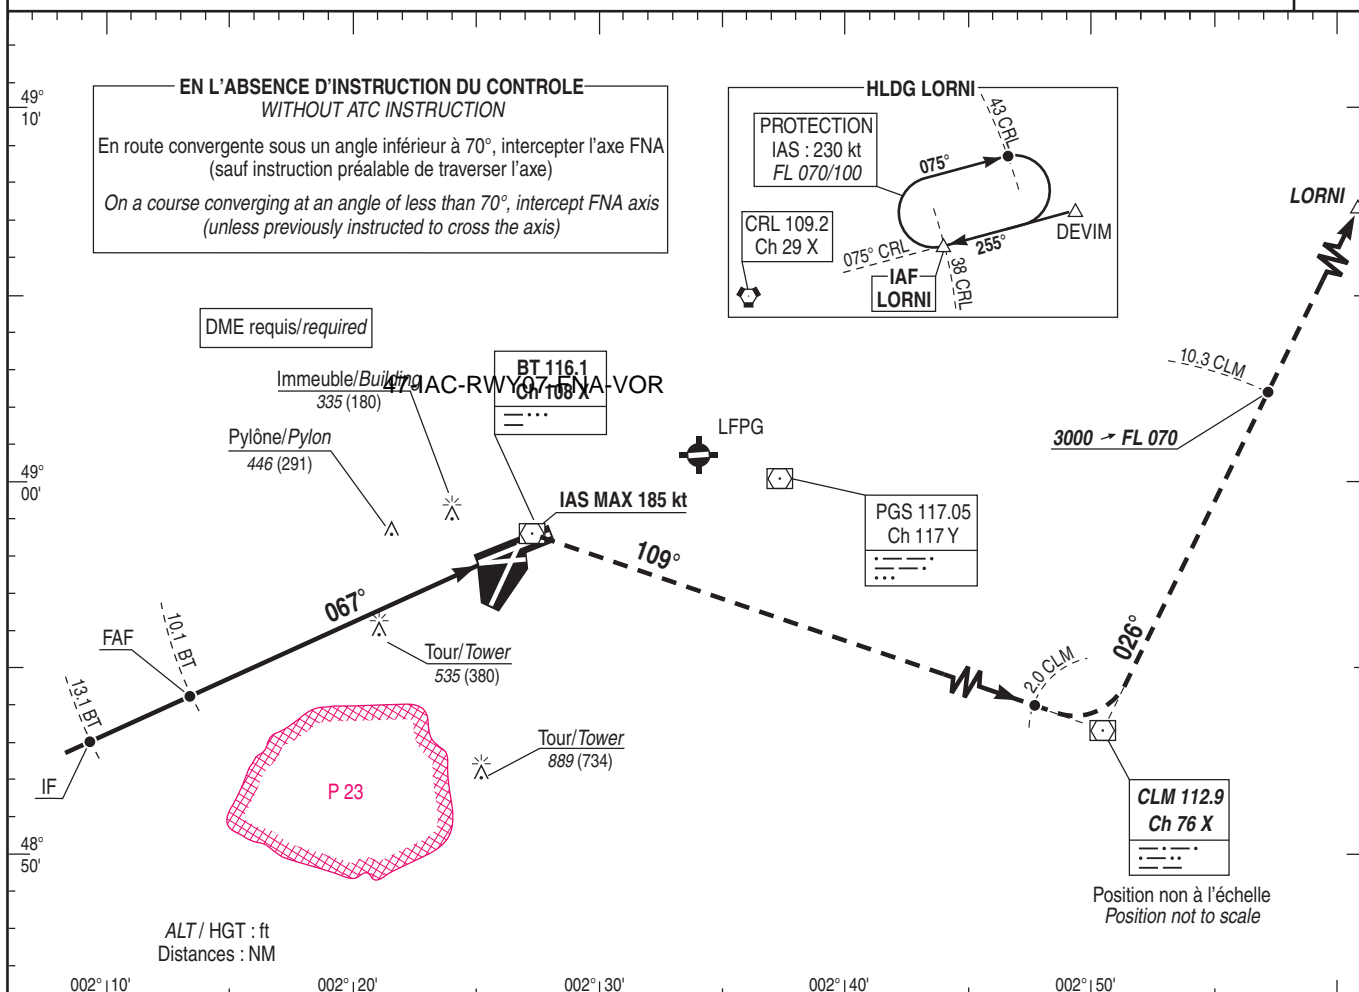 EN L'ABSENCE D'INSTRUCTION DU CONTROLE
WITHOUT ATC INSTRUCTION
En route convergente sous un angle inférieur à 70°, intercepter l'axe FNA
(sauf instruction préalable de traverser l'axe)
On a course converging at an angle of less than 70°, intercept FNA axis
(unless previously instructed to cross the axis)
HLDG LORNI
PROTECTION
IAS : 230 kt
FL 070/100
43 CRL
075°
CRL 109.2
Ch 29 X
075° CRL
255°
DEVIM
38 CRL
IAF
LORNI
LORNI
49°
10'
DME requis/required
BT 116.1
Ch 108 X
47-IAC-RWY07-FNA-VOR
Immeuble/Building
335 (180)
Pylône/Pylon
446 (291)
LFPG
10.3 CLM
3000 → FL 070
49°
00'
IAS MAX 185 kt
PGS 117.05
Ch 117 Y
109°
067°
026°
FAF
10.1 BT
13.1 BT
IF
Tour/Tower
535 (380)
2.0 CLM
Tour/Tower
889 (734)
P 23
CLM 112.9
Ch 76 X
48°
50'
Position non à l'échelle
Position not to scale
ALT / HGT : ft
Distances : NM
002° 10'
002° 20'
002° 30'
002° 40'
002° 50'